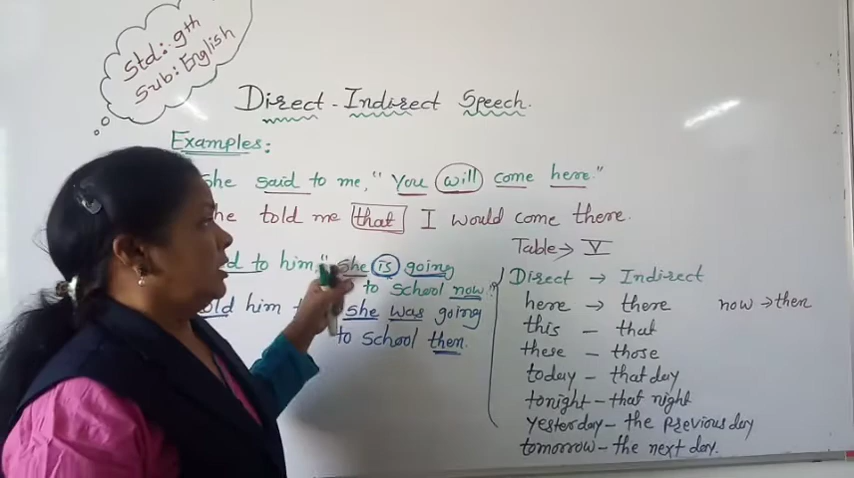 Std: 9th
Sub: English
Direct - Indirect Speech.
Examples:
she said to me, "You will come here."
he told me that I would come there.
d to him, "she is going
to school now."
old him t she was going
to school then.
Table → V
Direct → Indirect
here → there
now → then
this - that
these - those
today - that day
tonight - that night
yesterday - the previous day
tomorrow - the next day.